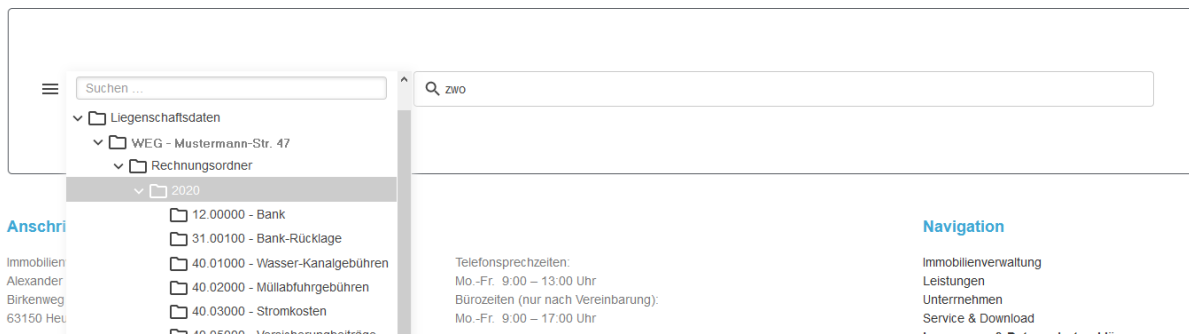 Suchen ...
zwo
Liegenschaftsdaten
WEG - Mustermann-Str. 47
Rechnungsordner
2020
12.00000 - Bank
31.00100 - Bank-Rücklage
40.01000 - Wasser-Kanalgebühren
40.02000 - Müllabfuhrgebühren
40.03000 - Stromkosten
Anschri
Immobilien
Alexander
Birkenweg
63150 Heu
Telefonsprechzeiten:
Mo.-Fr. 9:00 – 13:00 Uhr
Bürozeiten (nur nach Vereinbarung):
Mo.-Fr. 9:00 – 17:00 Uhr
Navigation
Immobilienverwaltung
Leistungen
Unterrnehmen
Service & Download